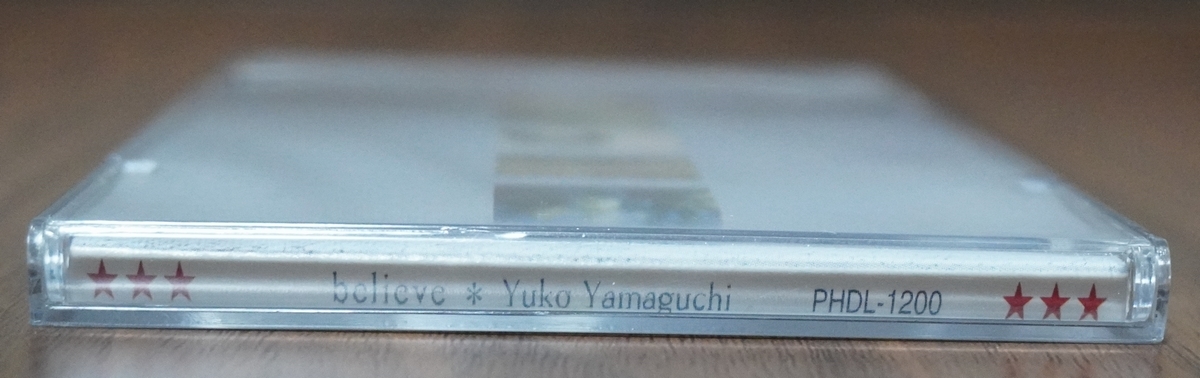 ★★★ believe * Yuko Yamaguchi PHDL-1200 ★★★